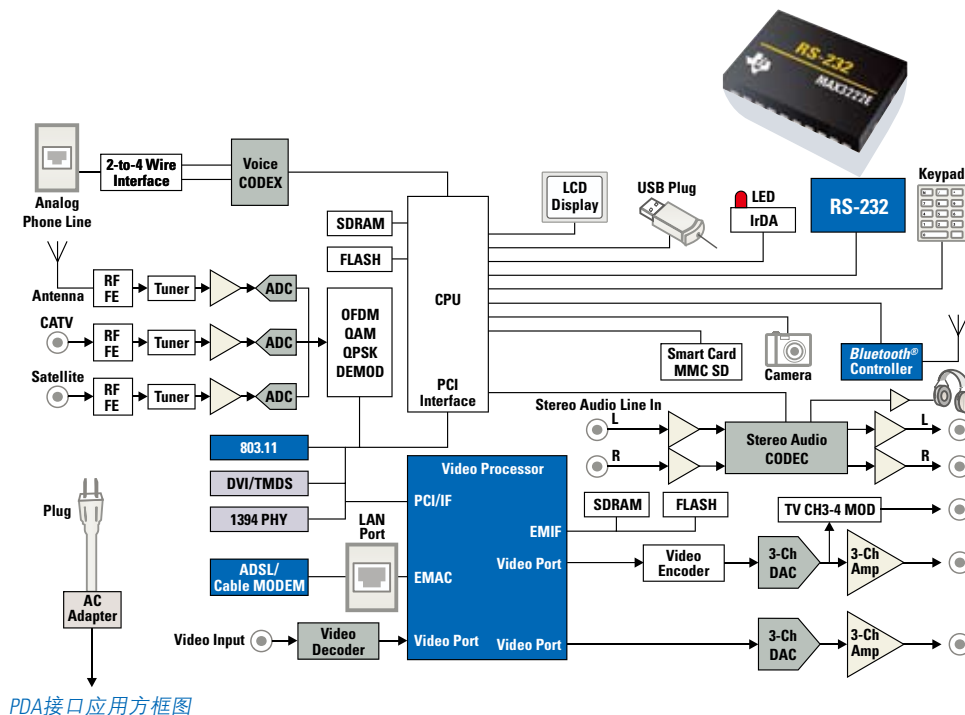 RS-232
MAX3222E
Analog
Phone Line
2-to-4 Wire
Interface
Voice
CODEX
SDRAM
FLASH
CPU
PCI
Interface
LCD
Display
USB Plug
LED
IrDA
RS-232
Keypad
Antenna
RF
FE
Tuner
ADC
CATV
RF
FE
Tuner
ADC
Satellite
RF
FE
Tuner
ADC
OFDM
QAM
QPSK
DEMOD
Smart Card
MMC SD
Camera
Bluetooth®
Controller
Stereo Audio Line In
L
R
Stereo Audio
CODEC
L
R
803.11
DVI/TMDS
1394 PHY
ADSL/
Cable MODEM
LAN
Port
Video Processor
PCI/IF
EMIF
Video Port
EMAC
Video Port
Video Port
SDRAM
FLASH
TV CH3-4 MOD
Video
Encoder
3-Ch
DAC
3-Ch
Amp
3-Ch
DAC
3-Ch
Amp
Plug
AC
Adapter
Video Input
Video
Decoder
PDA接口应用方框图